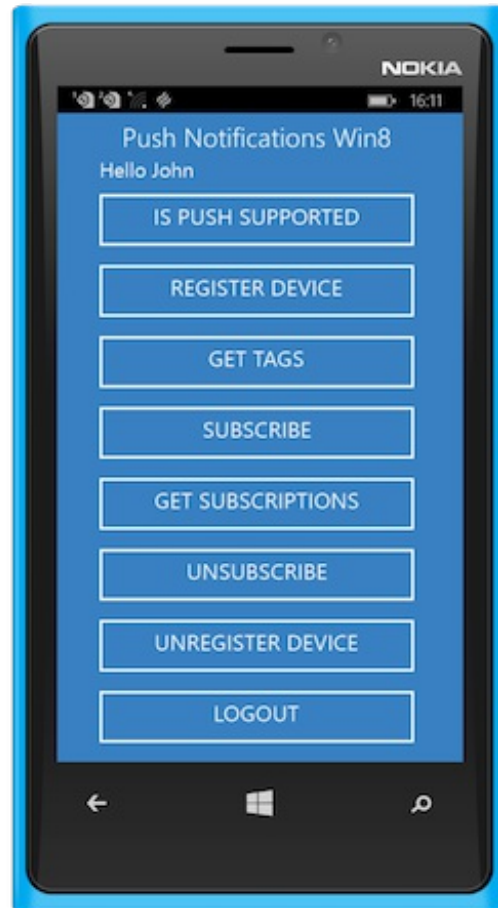 NOKIA
16:11
Push Notifications Win8
Hello John
IS PUSH SUPPORTED
REGISTER DEVICE
GET TAGS
SUBSCRIBE
GET SUBSCRIPTIONS
UNSUBSCRIBE
UNREGISTER DEVICE
LOGOUT